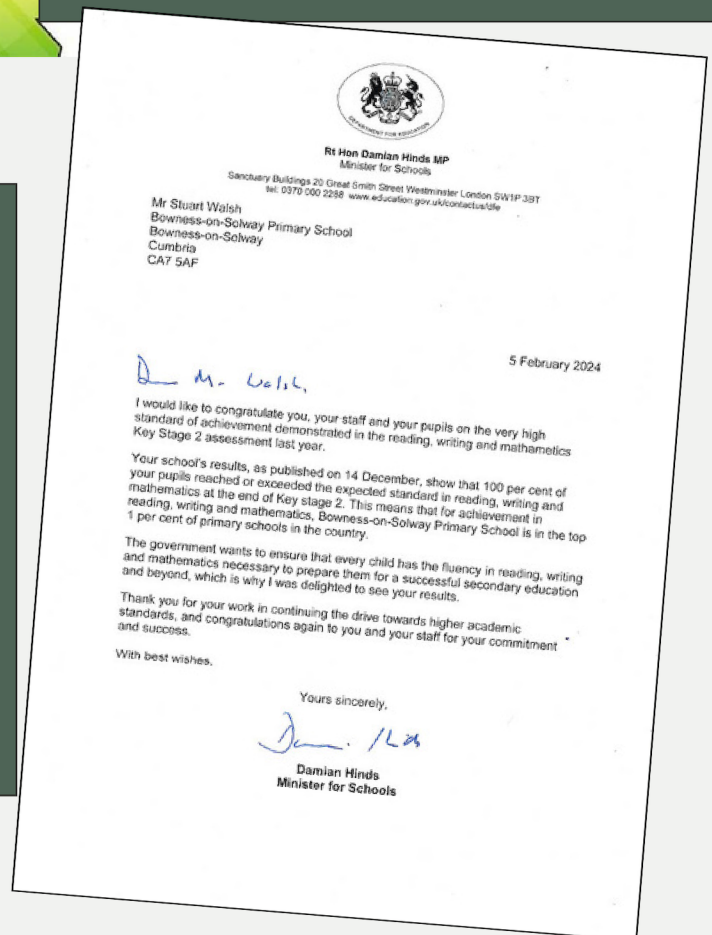 DEPARTMENT FOR EDUCATION
Rt Hon Damian Hinds MP
Minister for Schools
Sanctuary Buildings 20 Great Smith Street Westminster London SW1P 3BT
tel: 0370 000 2288 www.education.gov.uk/contactus/dfe
Mr Stuart Walsh
Bowness-on-Solway Primary School
Bowness-on-Solway
Cumbria
CA7 5AF
5 February 2024
Dear Mr Walsh,
I would like to congratulate you, your staff and your pupils on the very high
standard of achievement demonstrated in the reading, writing and mathametics
Key Stage 2 assessment last year.
Your school's results, as published on 14 December, show that 100 per cent of
your pupils reached or exceeded the expected standard in reading, writing and
mathematics at the end of Key stage 2. This means that for achievement in
reading, writing and mathematics, Bowness-on-Solway Primary School is in the top
1 per cent of primary schools in the country.
The government wants to ensure that every child has the fluency in reading, writing
and mathematics necessary to prepare them for a successful secondary education
and beyond, which is why I was delighted to see your results.
Thank you for your work in continuing the drive towards higher academic
standards, and congratulations again to you and your staff for your commitment
and success.
With best wishes.
Yours sincerely,
Damian Hinds
Damian Hinds
Minister for Schools